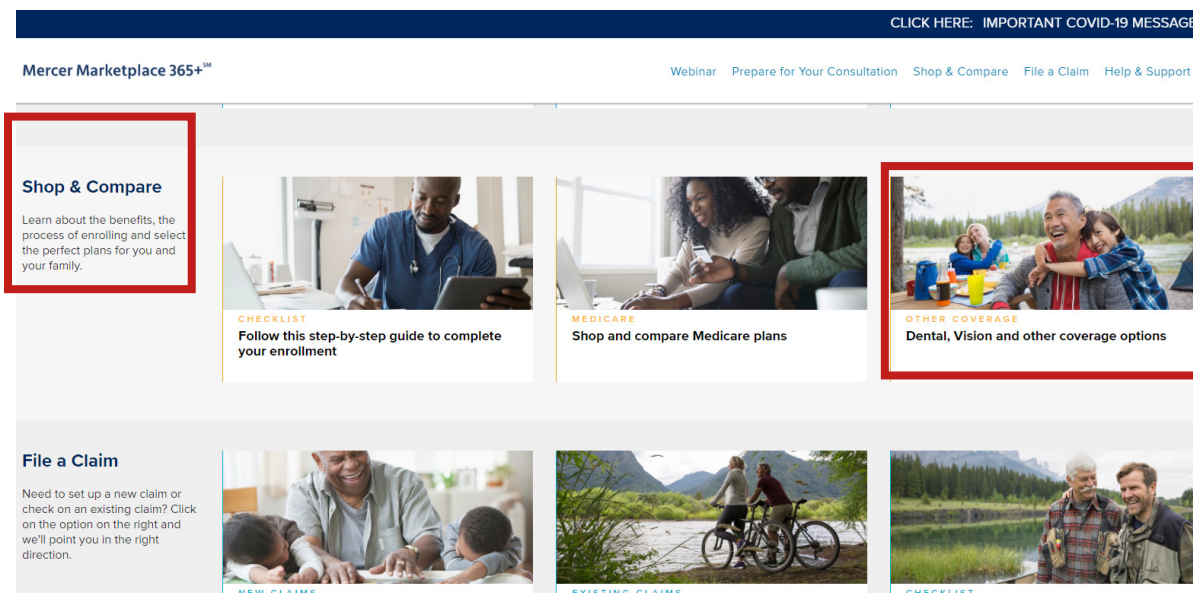 CLICK HERE: IMPORTANT COVID-19 MESSAGE
Mercer Marketplace 365+℠
Webinar Prepare for Your Consultation Shop & Compare File a Claim Help & Support
Shop & Compare
Learn about the benefits, the
process of enrolling and select
the perfect plans for you and
your family.
CHECKLIST
Follow this step-by-step guide to complete
your enrollment
MEDICARE
Shop and compare Medicare plans
OTHER COVERAGE
Dental, Vision and other coverage options
File a Claim
Need to set up a new claim or
check on an existing claim? Click
on the option on the right and
we'll point you in the right
direction.
NEW CLAIMS
EXISTING CLAIMS
CHECKLIST